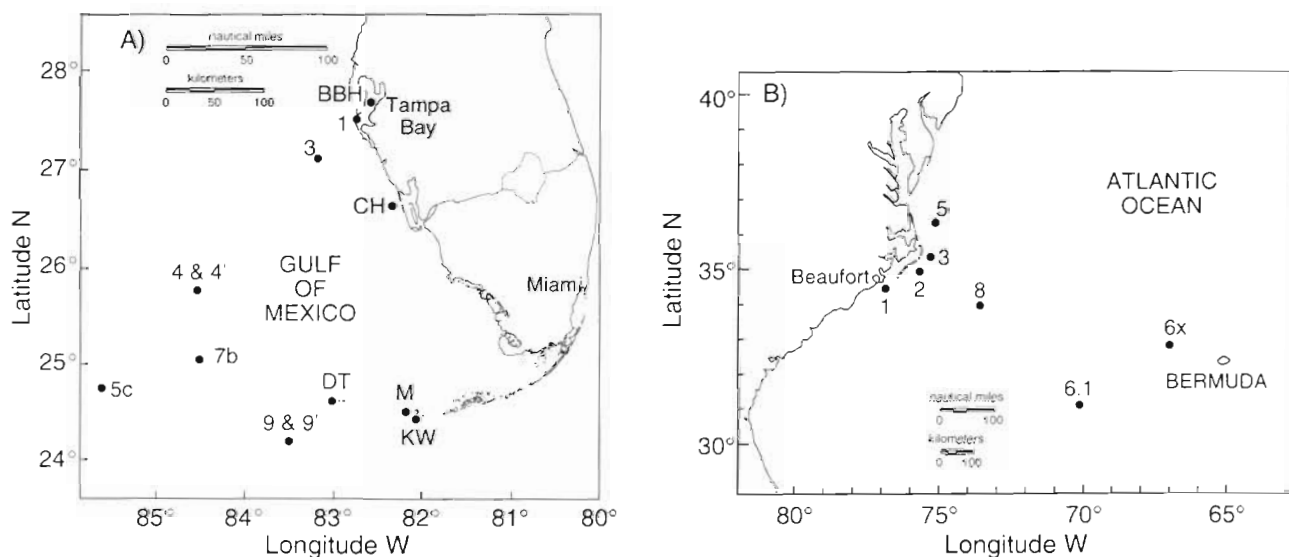 A)
nautical miles
0 50 100
kilometers
0 50 100
28°
27°
26°
25°
24°
Latitude N
BBH
Tampa
Bay
1
3
CH
4 & 4'
GULF
OF
MEXICO
Miami
7b
5c
DT
M
KW
9 & 9'
85° 84° 83° 82° 81° 80°
Longitude W
B)
40°
35°
30°
Latitude N
ATLANTIC
OCEAN
5
3
Beaufort
2
1
8
6x
BERMUDA
6.1
nautical miles
0 100
kilometers
0 100
80° 75° 70° 65°
Longitude W